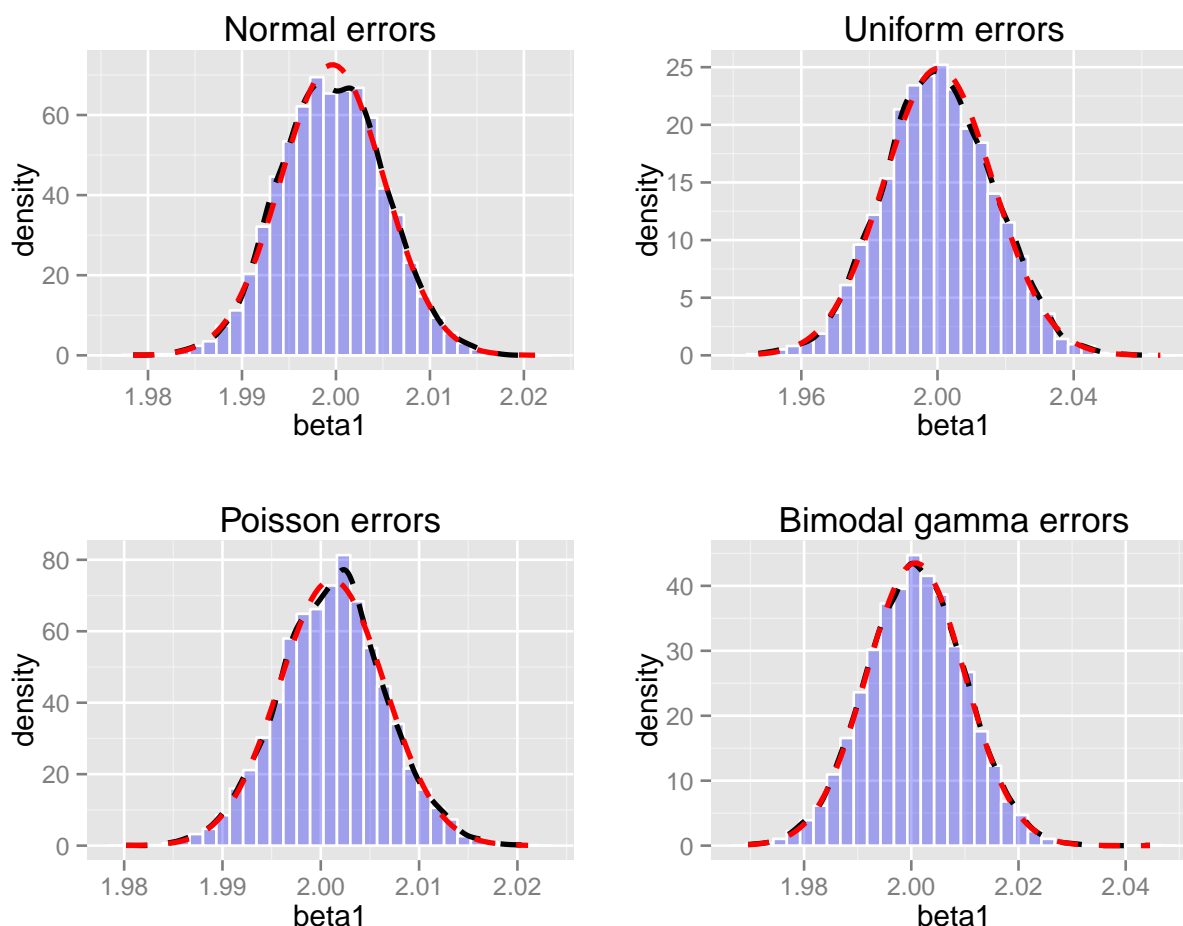 Normal errors
density
60
40
20
0
1.98 1.99 2.00 2.01 2.02
beta1
Uniform errors
density
25
20
15
10
5
0
1.96 2.00 2.04
beta1
Poisson errors
density
80
60
40
20
0
1.98 1.99 2.00 2.01 2.02
beta1
Bimodal gamma errors
density
40
30
20
10
0
1.98 2.00 2.02 2.04
beta1